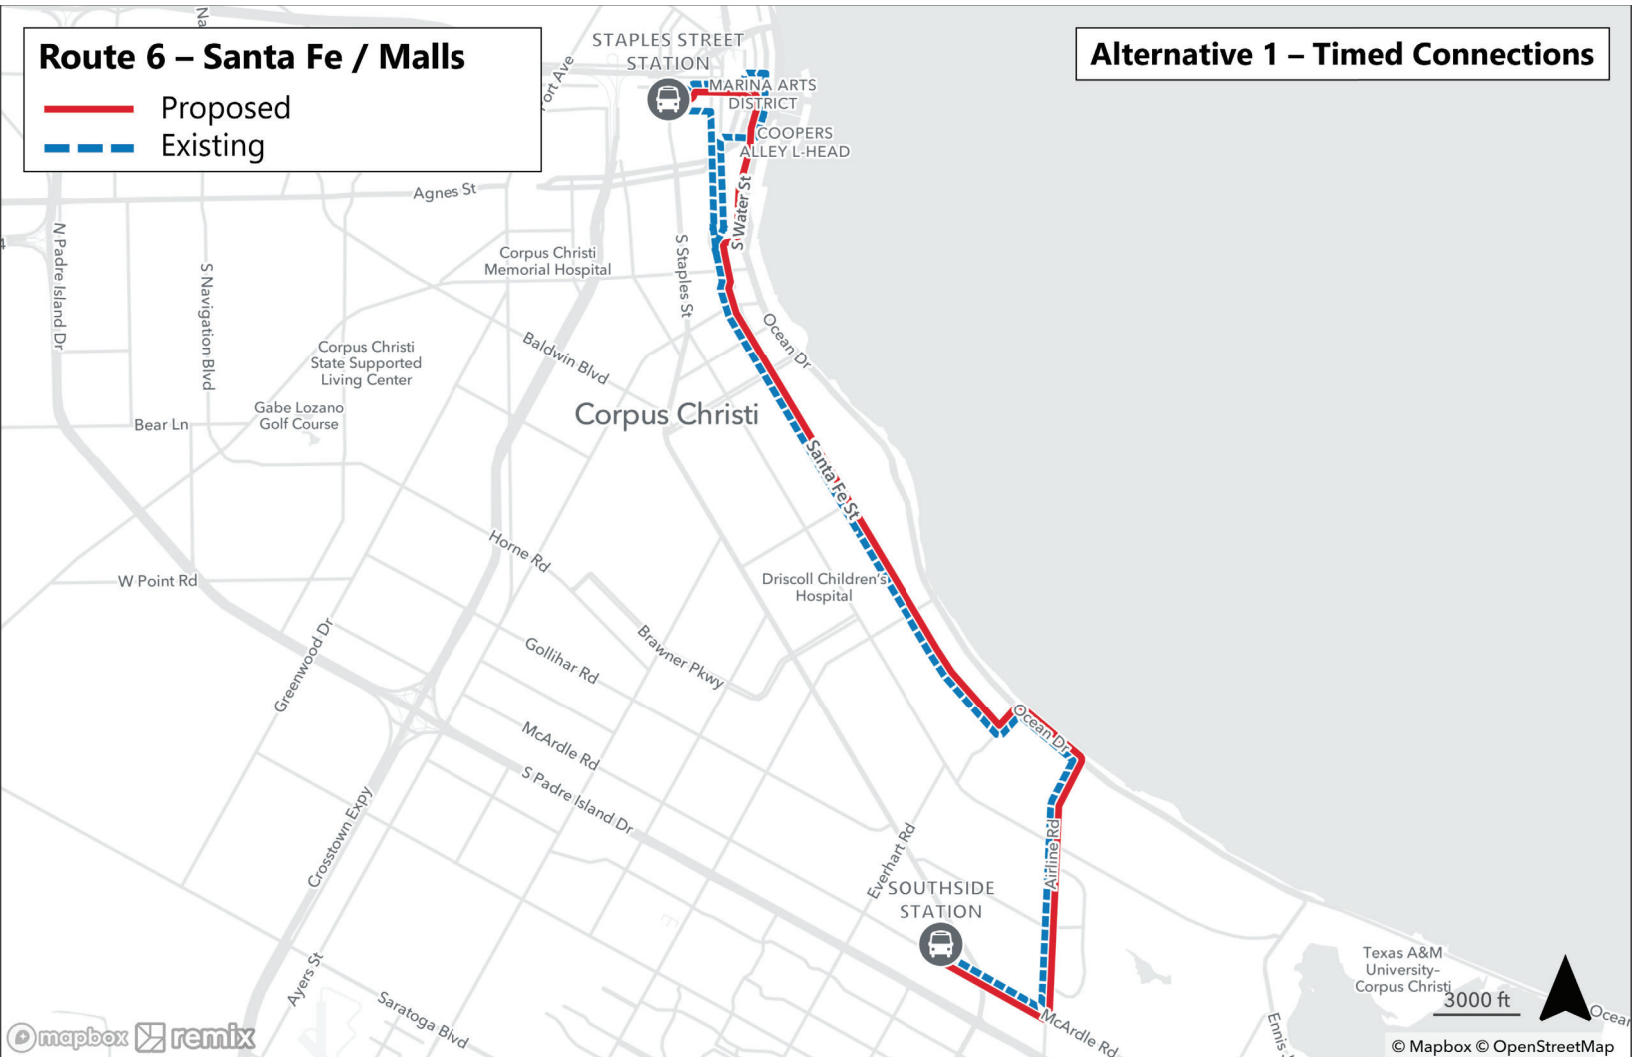 Route 6 – Santa Fe / Malls
Proposed
Existing
Alternative 1 – Timed Connections
STAPLES STREET
STATION
MARINA ARTS
DISTRICT
COOPERS
ALLEY L-HEAD
Agnes St
S Water St
N Padre Island Dr
S Navigation Blvd
Corpus Christi
Memorial Hospital
S Staples St
Ocean Dr
Baldwin Blvd
Corpus Christi
State Supported
Living Center
Gabe Lozano
Golf Course
Bear Ln
Corpus Christi
Santa Fe St
Horne Rd
W Point Rd
Driscoll Children's
Hospital
Greenwood Dr
Gollihar Rd
Brawner Pkwy
Ocean Dr
McArdle Rd
S Padre Island Dr
Crosstown Expy
Everhart Rd
Airline Rd
SOUTHSIDE
STATION
Ayers St
Saratoga Blvd
McArdle Rd
Texas A&M
University-
Corpus Christi
3000 ft
Ocean
Ennis
mapbox
remix
© Mapbox © OpenStreetMap